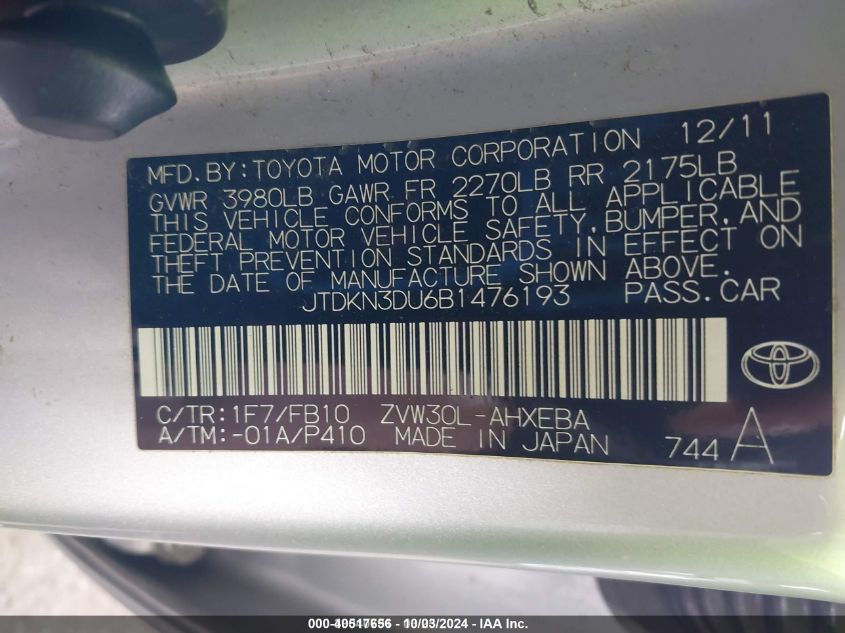 MFD. BY: TOYOTA MOTOR CORPORATION 12/11
GVWR 3980LB GAWR FR 2270LB RR 2175LB
THIS VEHICLE CONFORMS TO ALL APPLICABLE
FEDERAL MOTOR VEHICLE SAFETY, BUMPER, AND
THEFT PREVENTION STANDARDS IN EFFECT ON
THE DATE OF MANUFACTURE SHOWN ABOVE.
JTDKN3DU6B1476193 PASS. CAR
C/TR: 1F7/FB10 ZVW30L-AHXEBA
A/TM:-01A/P410 MADE IN JAPAN 744 A
000-40517656 - 10/03/2024 - IAA Inc.